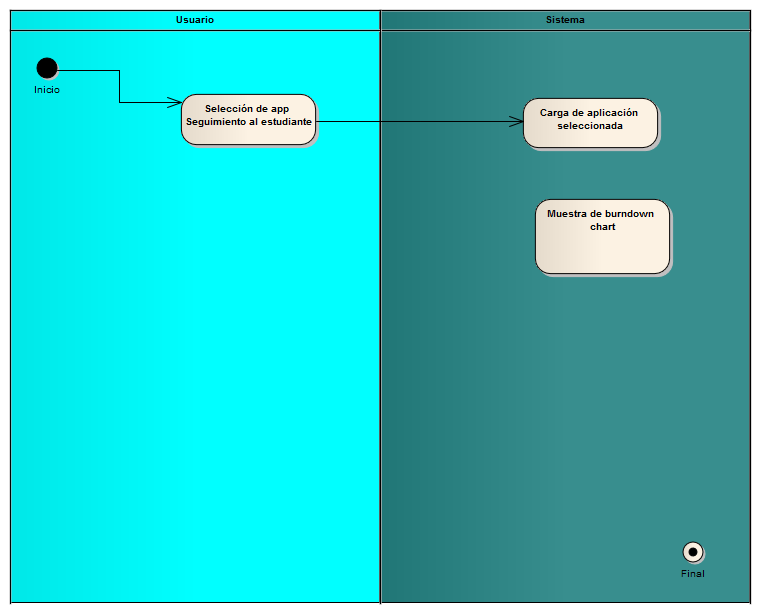 Usuario
Sistema
Inicio
Selección de app
Seguimiento al estudiante
Carga de aplicación
seleccionada
Muestra de burndown
chart
Final